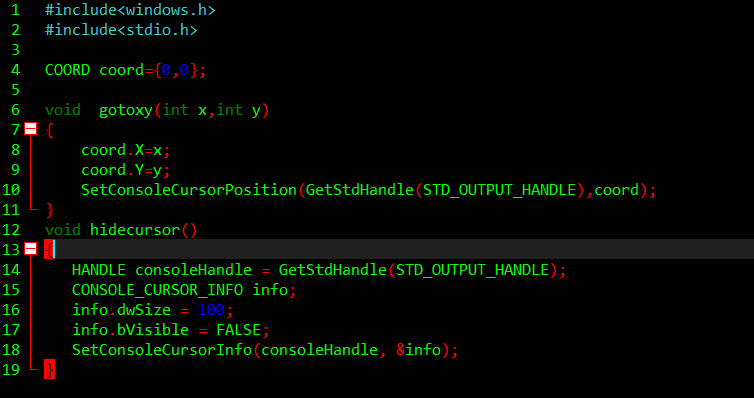 1 #include<windows.h>
2 #include<stdio.h>
3
4 COORD coord={0,0};
5
6 void  gotoxy(int x,int y)
7 {
8     coord.X=x;
9     coord.Y=y;
10     SetConsoleCursorPosition(GetStdHandle(STD_OUTPUT_HANDLE),coord);
11 }
12 void hidecursor()
13 {
14    HANDLE consoleHandle = GetStdHandle(STD_OUTPUT_HANDLE);
15    CONSOLE_CURSOR_INFO info;
16    info.dwSize = 100;
17    info.bVisible = FALSE;
18    SetConsoleCursorInfo(consoleHandle, &info);
19 }